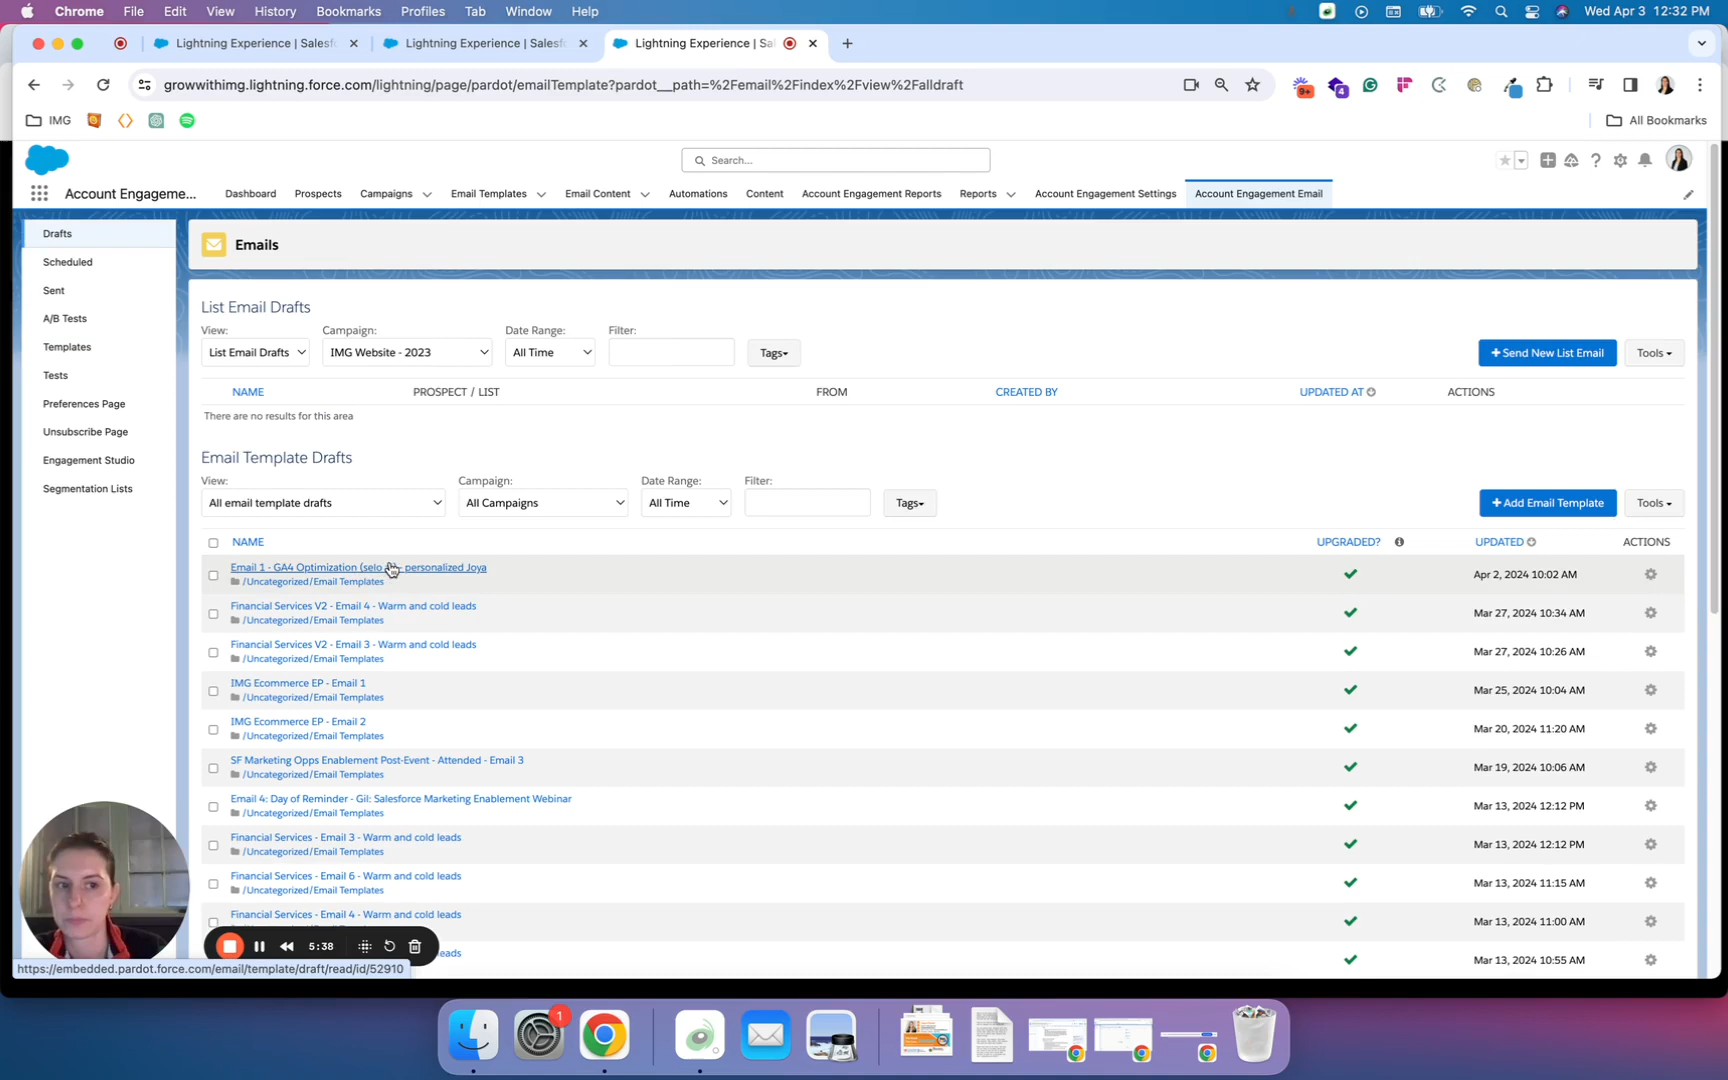 Chrome File Edit View History Bookmarks Profiles Tab Window Help Wed Apr 3 12:32 PM
Lightning Experience | Salesfo Lightning Experience | Salesfo Lightning Experience | Sa
growwithimg.lightning.force.com/lightning/page/pardot/emailTemplate?pardot__path=%2Femail%2Findex%2Fview%2Falldraft 9+ 4
IMG All Bookmarks
Search...
Account Engageme... Dashboard Prospects Campaigns Email Templates Email Content Automations Content Account Engagement Reports Reports Account Engagement Settings Account Engagement Email
Drafts
Scheduled
Sent
A/B Tests
Templates
Tests
Preferences Page
Unsubscribe Page
Engagement Studio
Segmentation Lists
Emails
List Email Drafts
View: Campaign: Date Range: Filter:
List Email Drafts IMG Website - 2023 All Time Tags +Send New List Email Tools
NAME PROSPECT / LIST FROM CREATED BY UPDATED AT ACTIONS
There are no results for this area
Email Template Drafts
View: Campaign: Date Range: Filter:
All email template drafts All Campaigns All Time Tags +Add Email Template Tools
NAME UPGRADED? UPDATED ACTIONS
Email 1 - GA4 Optimization (selo personalized Joya
/Uncategorized/Email Templates
Apr 2, 2024 10:02 AM
Financial Services V2 - Email 4 - Warm and cold leads
/Uncategorized/Email Templates
Mar 27, 2024 10:34 AM
Financial Services V2 - Email 3 - Warm and cold leads
/Uncategorized/Email Templates
Mar 27, 2024 10:26 AM
IMG Ecommerce EP - Email 1
/Uncategorized/Email Templates
Mar 25, 2024 10:04 AM
IMG Ecommerce EP - Email 2
/Uncategorized/Email Templates
Mar 20, 2024 11:20 AM
SF Marketing Opps Enablement Post-Event - Attended - Email 3
/Uncategorized/Email Templates
Mar 19, 2024 10:06 AM
Email 4: Day of Reminder - Gil: Salesforce Marketing Enablement Webinar
/Uncategorized/Email Templates
Mar 13, 2024 12:12 PM
Financial Services - Email 3 - Warm and cold leads
/Uncategorized/Email Templates
Mar 13, 2024 12:12 PM
Financial Services - Email 6 - Warm and cold leads
/Uncategorized/Email Templates
Mar 13, 2024 11:15 AM
Financial Services - Email 4 - Warm and cold leads
Mar 13, 2024 11:00 AM
5:38
eads
Mar 13, 2024 10:55 AM
https://embedded.pardot.force.com/email/template/draft/read/id/52910
1